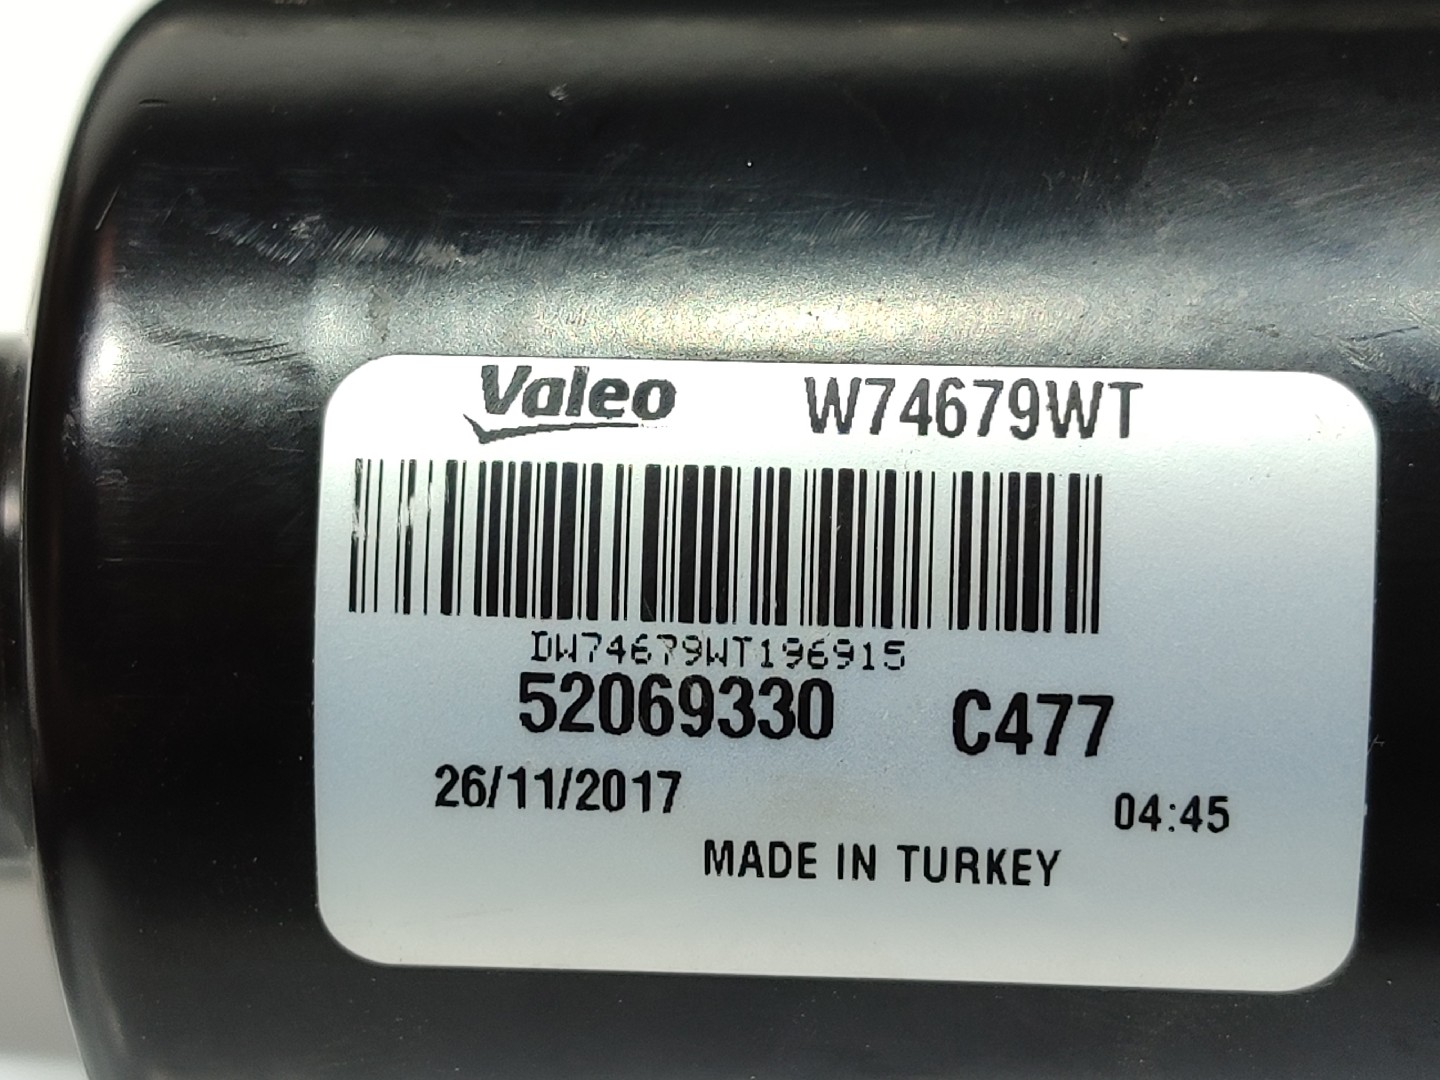 Valeo W74679WT
DW74679WT196915
52069330 C477
26/11/2017 04:45
MADE IN TURKEY